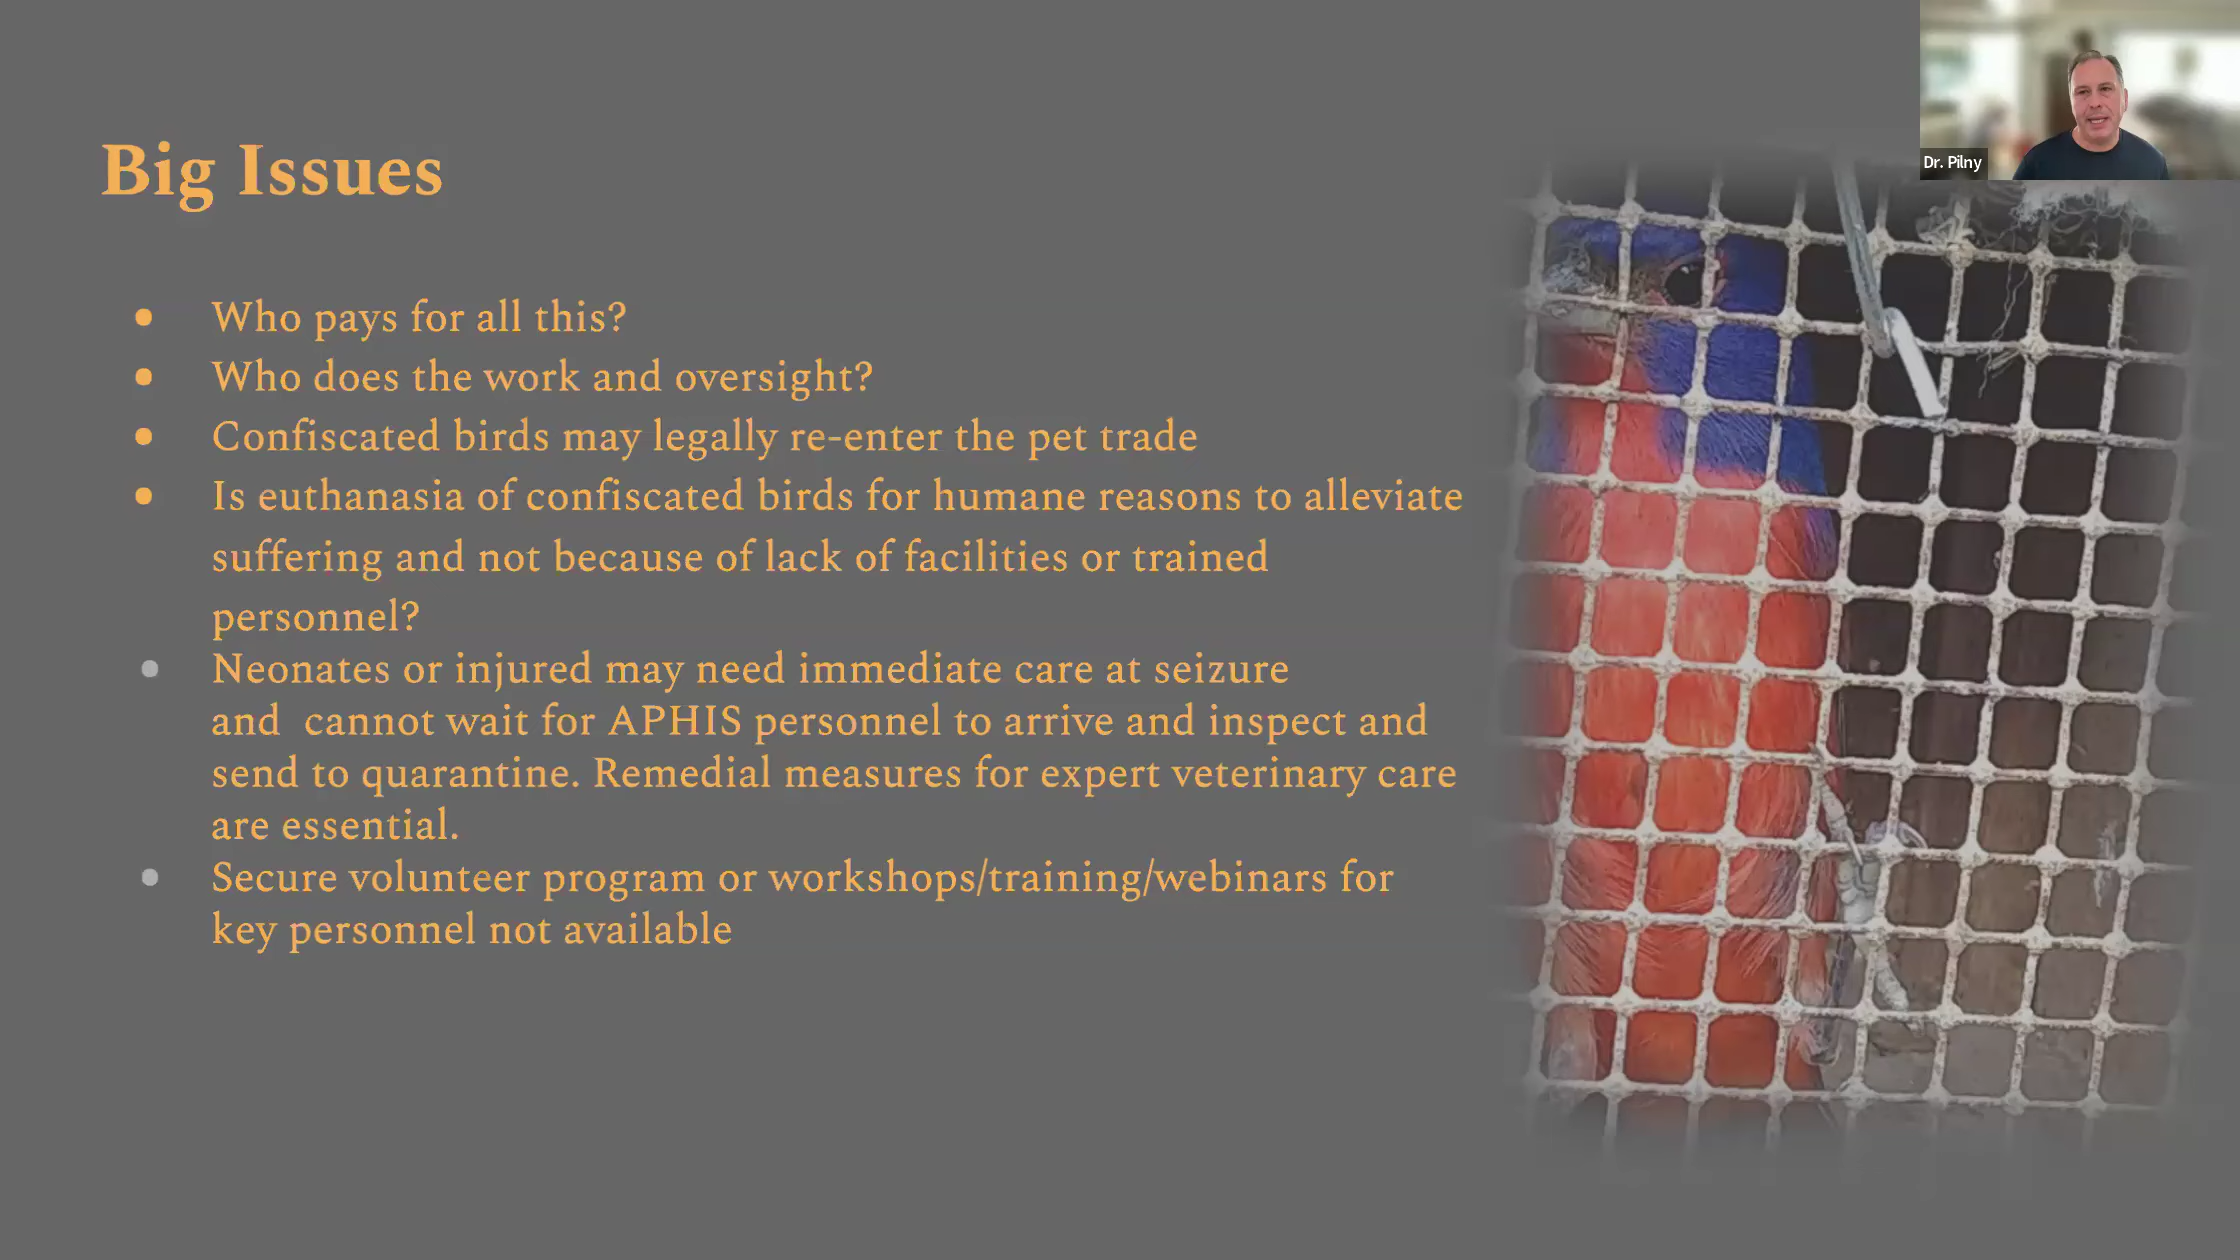 Dr. Pilny
Big Issues
Who pays for all this?
Who does the work and oversight?
Confiscated birds may legally re-enter the pet trade
Is euthanasia of confiscated birds for humane reasons to alleviate
suffering and not because of lack of facilities or trained
personnel?
Neonates or injured may need immediate care at seizure
and  cannot wait for APHIS personnel to arrive and inspect and
send to quarantine. Remedial measures for expert veterinary care
are essential.
Secure volunteer program or workshops/training/webinars for
key personnel not available